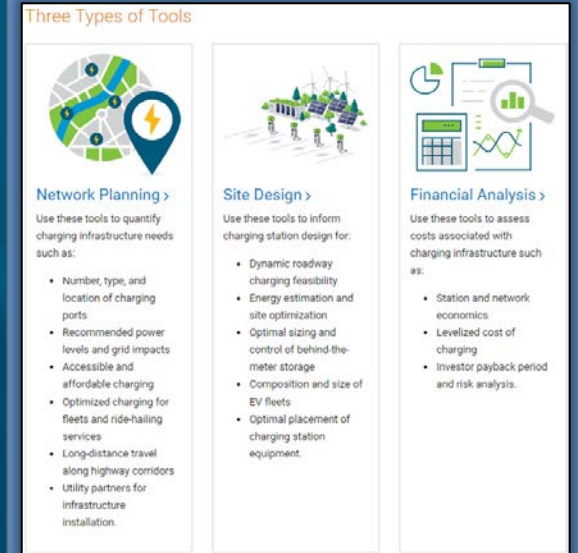 Three Types of Tools
Network Planning >
Use these tools to quantify
charging infrastructure needs
such as:
• Number, type, and
location of charging
ports
• Recommended power
levels and grid impacts
• Accessible and
affordable charging
• Optimized charging for
fleets and ride-hailing
services
• Long-distance travel
along highway corridors
• Utility partners for
infrastructure
installation.
Site Design >
Use these tools to inform
charging station design for:
• Dynamic roadway
charging feasibility
• Energy estimation and
site optimization
• Optimal sizing and
control of behind-the-
meter storage
• Composition and size of
EV fleets
• Optimal placement of
charging station
equipment.
Financial Analysis >
Use these tools to assess
costs associated with
charging infrastructure such
as:
• Station and network
economics
• Levelized cost of
charging
• Investor payback period
and risk analysis.